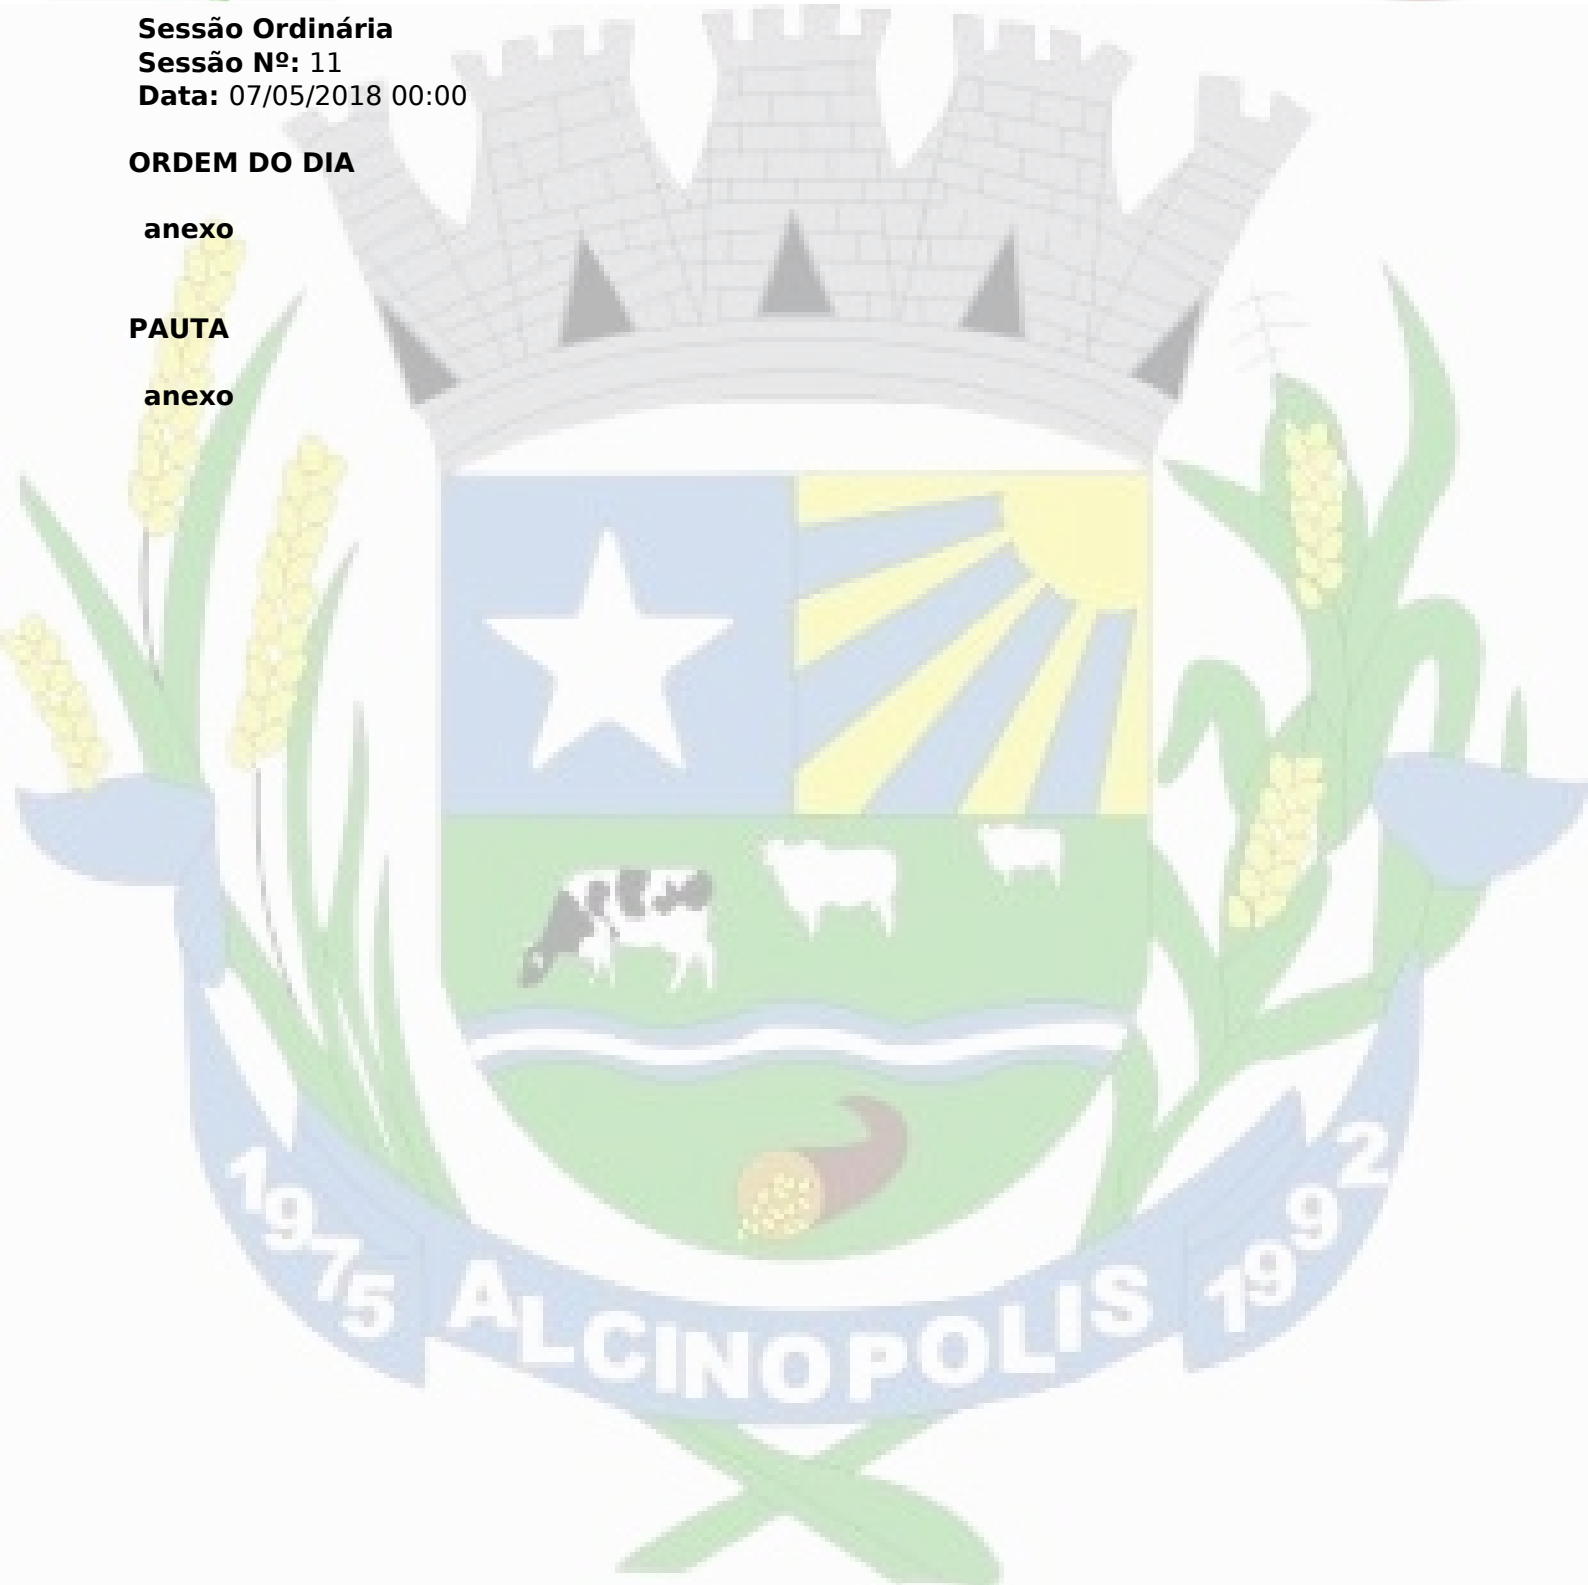 Sessão Ordinária
Sessão Nº: 11
Data: 07/05/2018 00:00
ORDEM DO DIA
anexo
PAUTA
anexo
1975 ALCINOPOLIS 1992